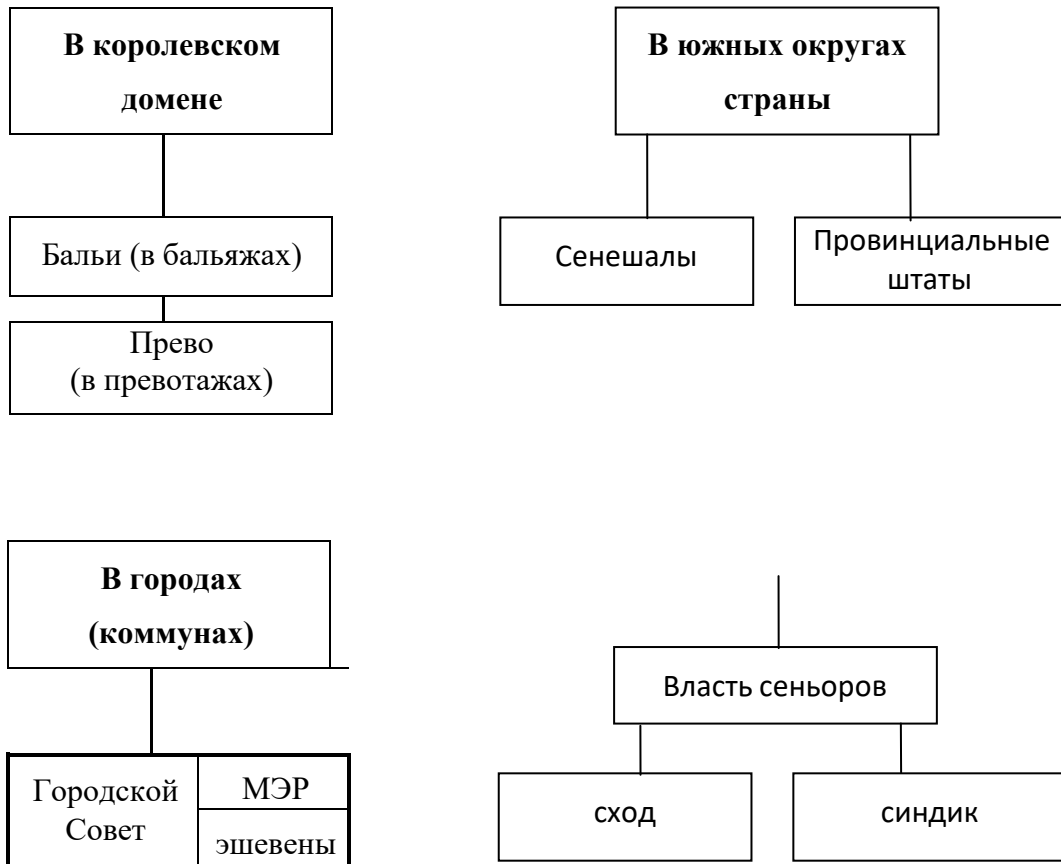 В королевском
домене
В южных округах
страны
Бальи (в бальяжах)
Прево
(в превотажах)
Сенешалы
Провинциальные
штаты
В городах
(коммунах)
Городской
Совет
МЭР
эшевены
Власть сеньоров
сход
синдик